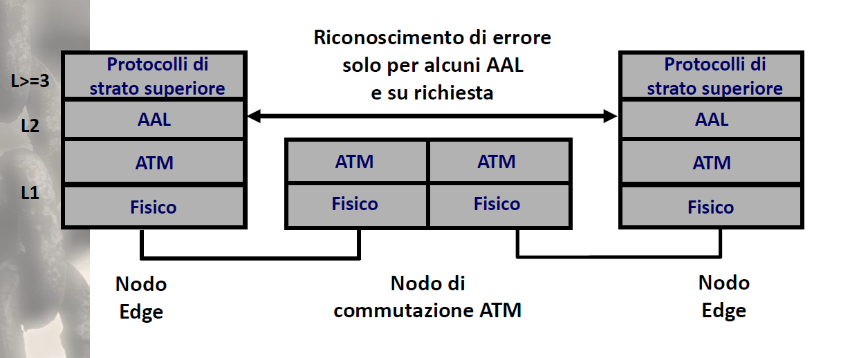 Riconoscimento di errore
solo per alcuni AAL
e su richiesta
L>=3
L2
L1
Protocolli di
strato superiore
AAL
ATM
Fisico
ATM
ATM
Fisico
Fisico
Protocolli di
strato superiore
AAL
ATM
Fisico
Nodo
Edge
Nodo di
commutazione ATM
Nodo
Edge